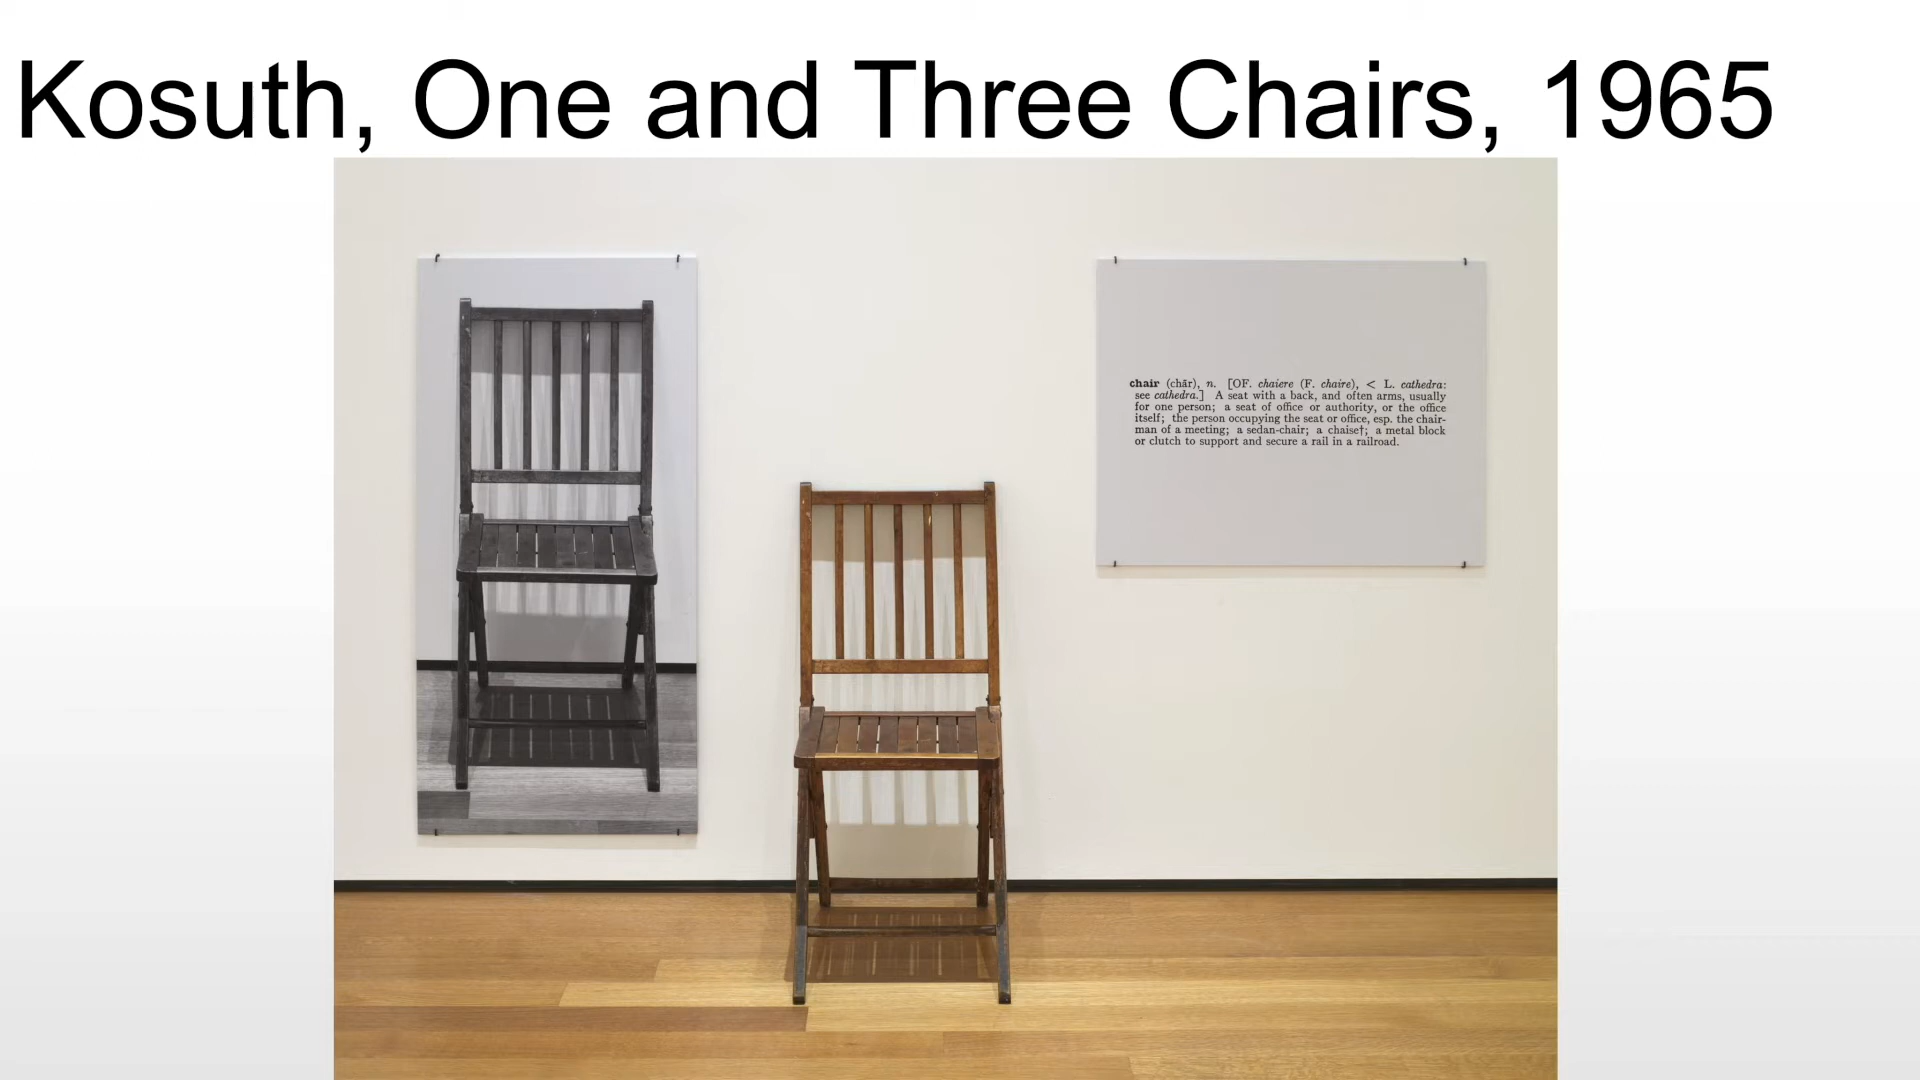 Kosuth, One and Three Chairs, 1965
chair (chãr), n. [OF. chaiere (F. chaire), < L. cathedra:
see cathedra.] A seat with a back, and often arms, usually
for one person; a seat of office or authority, or the office
itself; the person occupying the seat or office, esp. the chair-
man of a meeting; a sedan-chair; a chaise†; a metal block
or clutch to support and secure a rail in a railroad.